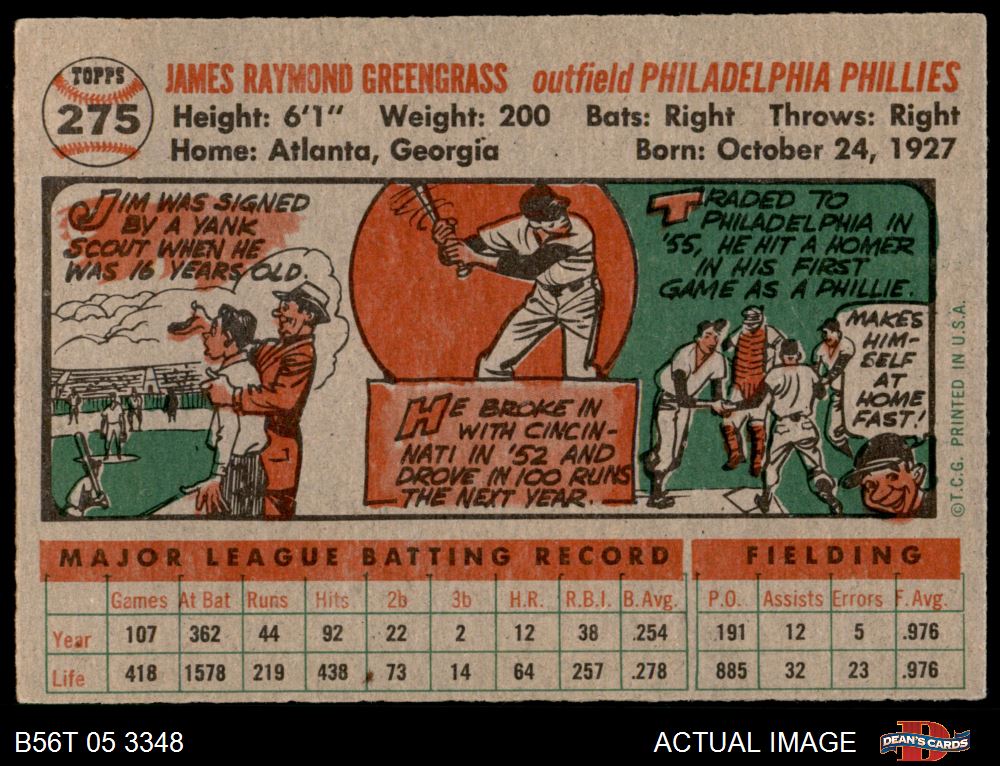 TOPPS
275
JAMES RAYMOND GREENGRASS outfield PHILADELPHIA PHILLIES
Height: 6'1" Weight: 200 Bats: Right Throws: Right
Home: Atlanta, Georgia Born: October 24, 1927
JIM WAS SIGNED
BY A YANK
SCOUT WHEN HE
WAS 16 YEARS OLD.
HE BROKE IN
WITH CINCIN-
NATI IN '52 AND
DROVE IN 100 RUNS
THE NEXT YEAR.
TRADED TO
PHILADELPHIA IN
'55, HE HIT A HOMER
IN HIS FIRST
GAME AS A PHILLIE.
MAKES
HIM-
SELF
AT
HOME
FAST!
© T.C.G. PRINTED IN U.S.A.
MAJOR LEAGUE BATTING RECORD FIELDING
Games At Bat Runs Hits 2b 3b H.R. R.B.I. B.Avg. P.O. Assists Errors F.Avg.
Year 107 362 44 92 22 2 12 38 .254 191 12 5 .976
Life 418 1578 219 438 73 14 64 257 .278 885 32 23 .976
B56T 05 3348 ACTUAL IMAGE
D
DEAN'S CARDS